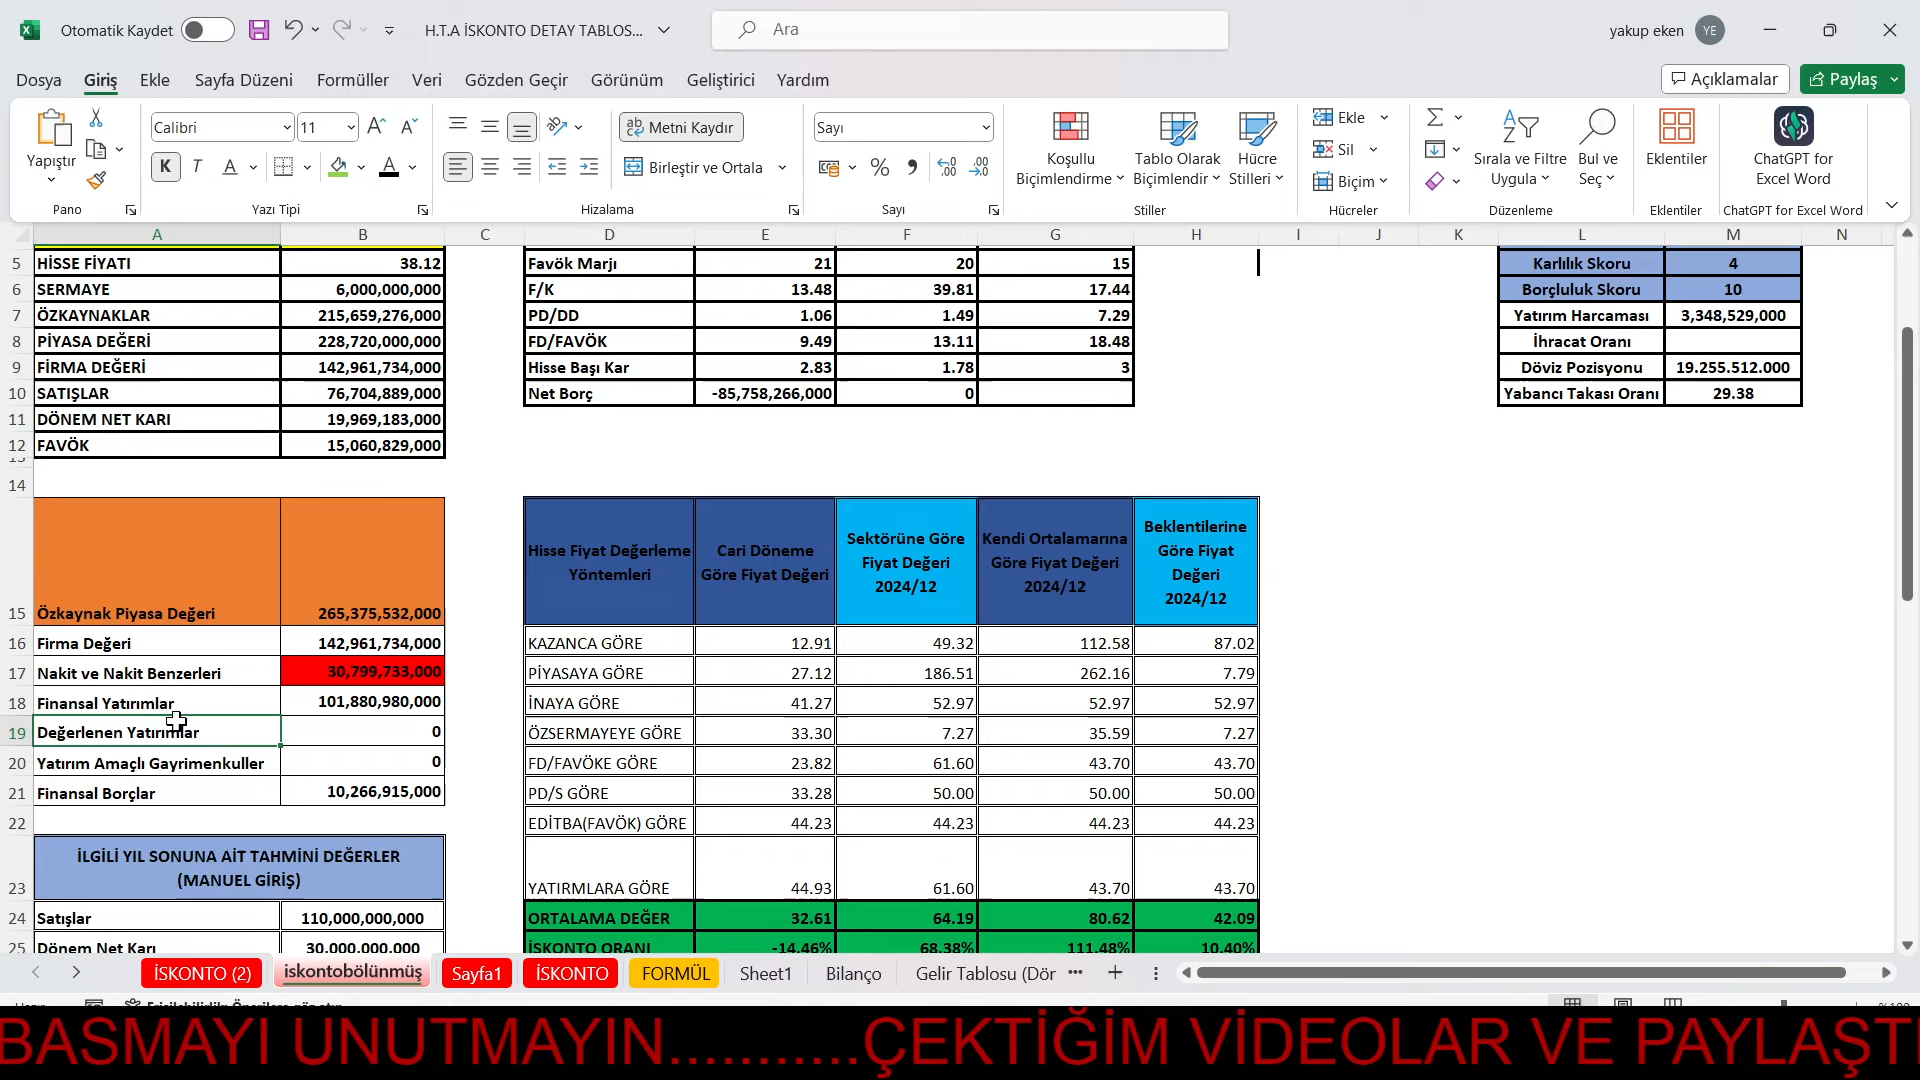 Otomatik Kaydet
H.T.A İSKONTO DETAY TABLOS...
Ara
yakup eken
YE
Dosya Giriş Ekle Sayfa Düzeni Formüller Veri Gözden Geçir Görünüm Geliştirici Yardım
Açıklamalar
Paylaş
Yapıştır
Calibri
11
K T A
Metni Kaydır
Birleştir ve Ortala
Sayı
Koşullu Biçimlendirme
Tablo Olarak Biçimlendir
Hücre Stilleri
Ekle
Sil
Biçim
Sırala ve Filtre Uygula
Bul ve Seç
Eklentiler
ChatGPT for Excel Word
Pano
Yazı Tipi
Hizalama
Sayı
Stiller
Hücreler
Düzenleme
Eklentiler
ChatGPT for Excel Word
A B C D E F G H I J K L M N
5 HİSSE FİYATI 38.12 Favök Marjı 21 20 15 Karlılık Skoru 4
6 SERMAYE 6,000,000,000 F/K 13.48 39.81 17.44 Borçluluk Skoru 10
7 ÖZKAYNAKLAR 215,659,276,000 PD/DD 1.06 1.49 7.29 Yatırım Harcaması 3,348,529,000
8 PİYASA DEĞERİ 228,720,000,000 FD/FAVÖK 9.49 13.11 18.48 İhracat Oranı
9 FİRMA DEĞERİ 142,961,734,000 Hisse Başı Kar 2.83 1.78 3 Döviz Pozisyonu 19.255.512.000
10 SATIŞLAR 76,704,889,000 Net Borç -85,758,266,000 0 Yabancı Takası Oranı 29.38
11 DÖNEM NET KARI 19,969,183,000
12 FAVÖK 15,060,829,000
14
Hisse Fiyat Değerleme Yöntemleri
Cari Döneme Göre Fiyat Değeri
Sektörüne Göre Fiyat Değeri 2024/12
Kendi Ortalamarına Göre Fiyat Değeri 2024/12
Beklentilerine Göre Fiyat Değeri 2024/12
15 Özkaynak Piyasa Değeri 265,375,532,000
16 Firma Değeri 142,961,734,000 KAZANCA GÖRE 12.91 49.32 112.58 87.02
17 Nakit ve Nakit Benzerleri 30,799,733,000 PİYASAYA GÖRE 27.12 186.51 262.16 7.79
18 Finansal Yatırımlar 101,880,980,000 İNAYA GÖRE 41.27 52.97 52.97 52.97
19 Değerlenen Yatırımlar 0 ÖZSERMAYEYE GÖRE 33.30 7.27 35.59 7.27
20 Yatırım Amaçlı Gayrimenkuller 0 FD/FAVÖKE GÖRE 23.82 61.60 43.70 43.70
21 Finansal Borçlar 10,266,915,000 PD/S GÖRE 33.28 50.00 50.00 50.00
22 EDİTBA(FAVÖK) GÖRE 44.23 44.23 44.23 44.23
İLGİLİ YIL SONUNA AİT TAHMİNİ DEĞERLER
(MANUEL GİRİŞ)
23 YATIRMLARA GÖRE 44.93 61.60 43.70 43.70
24 Satışlar 110,000,000,000 ORTALAMA DEĞER 32.61 64.19 80.62 42.09
25 Dönem Net Karı 30,000,000,000 İSKONTO ORANI -14.46% 68.38% 111.48% 10.40%
İSKONTO (2) iskontobölünmüş Sayfa1 İSKONTO FORMÜL Sheet1 Bilanço Gelir Tablosu (Dör
BASMAYI UNUTMAYIN...........ÇEKTİĞİM VİDEOLAR VE PAYLAŞT